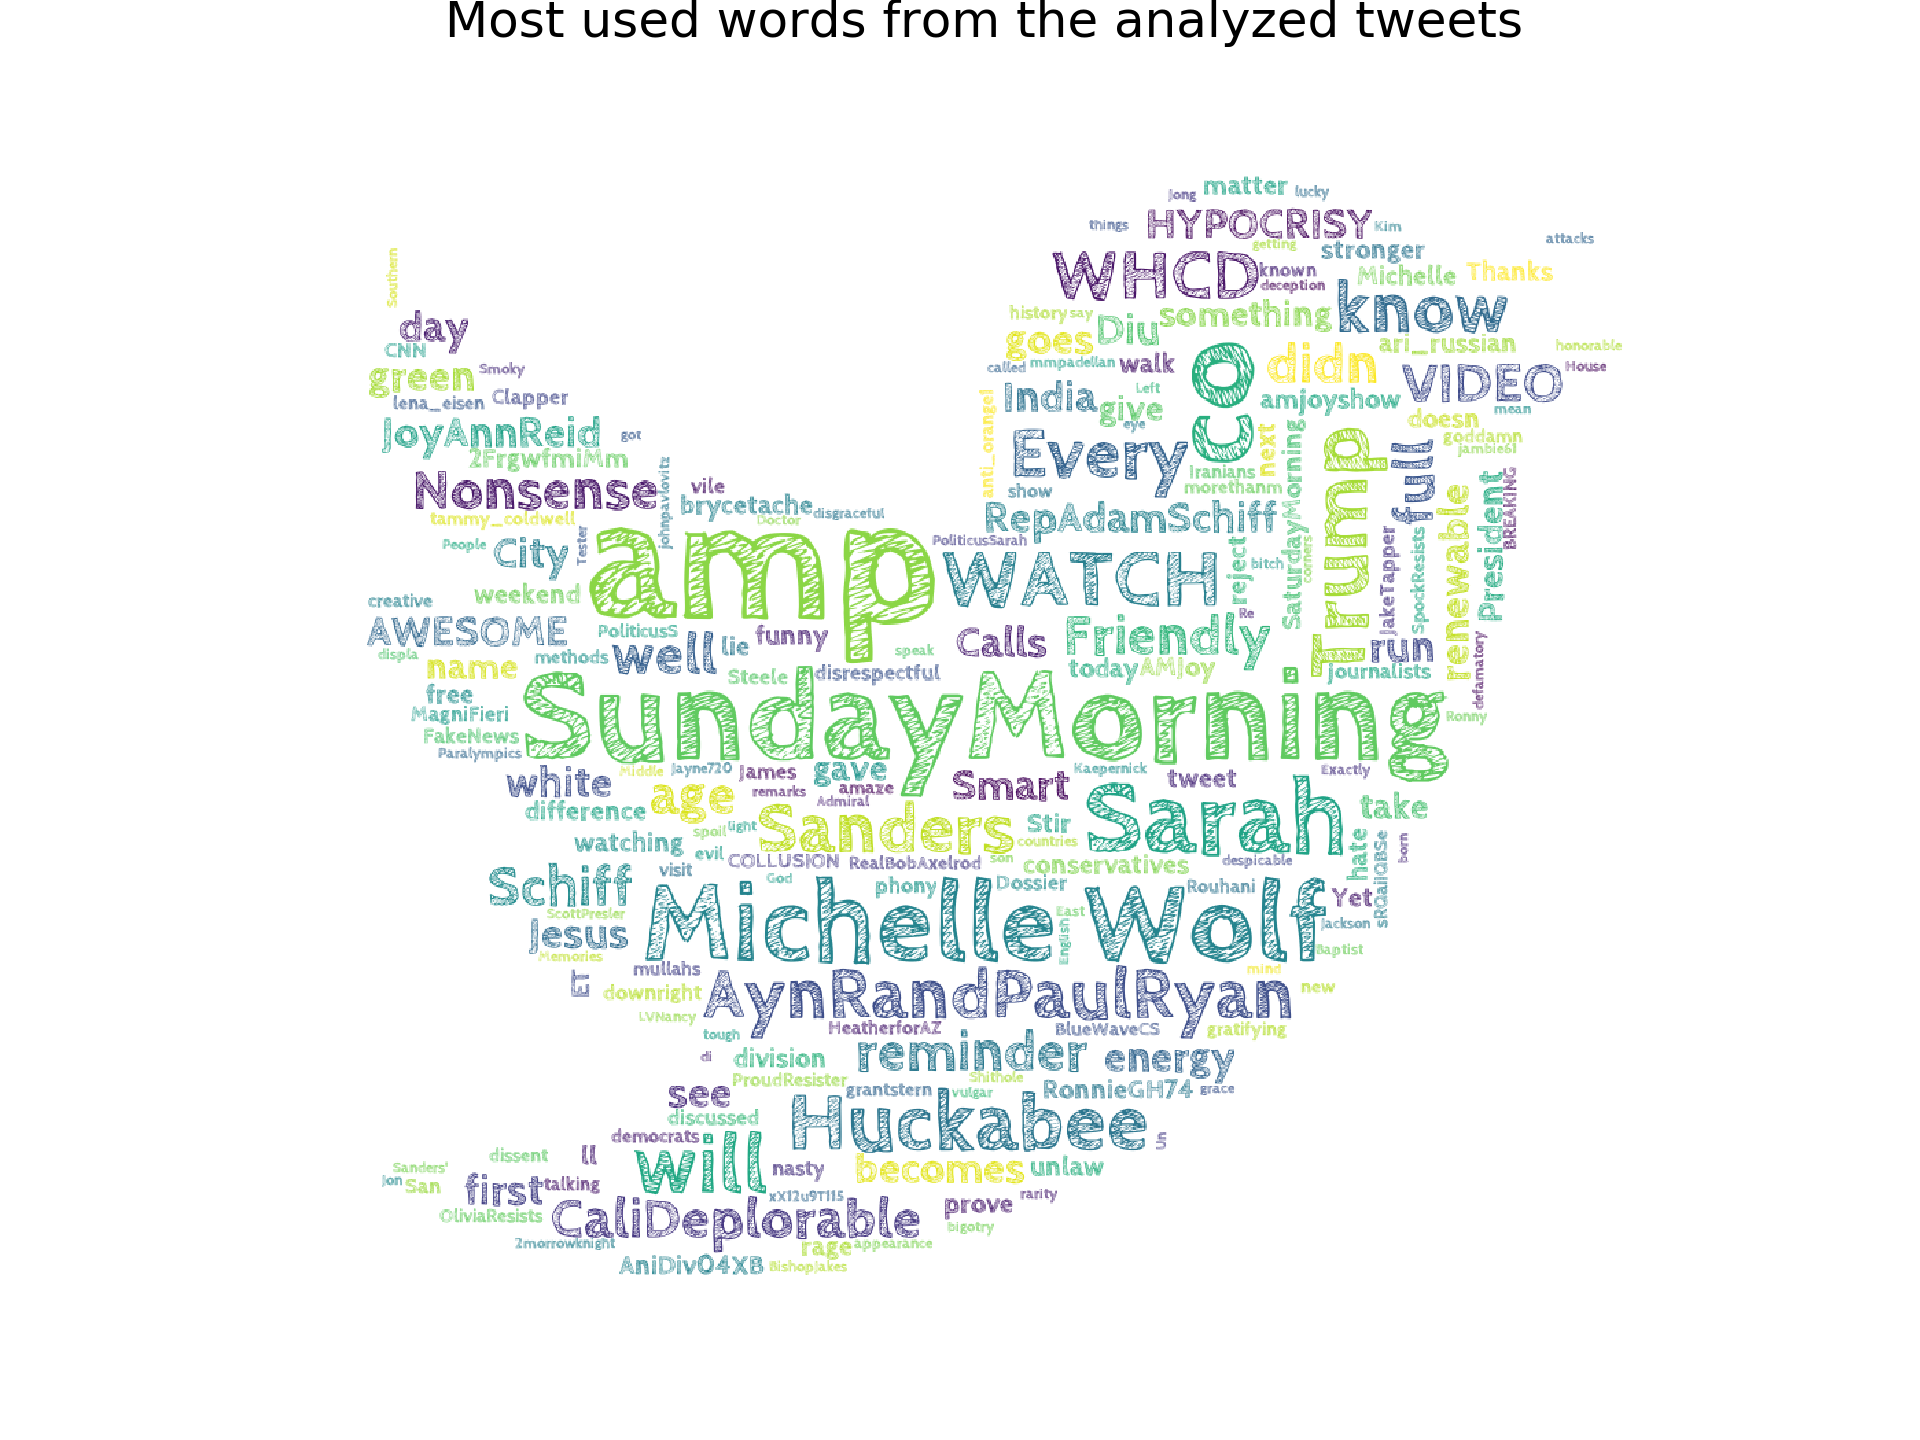 Most used words from the analyzed tweets
Jong matter lucky
things HYPOCRISY Kim
getting stronger attacks
Southern WHCD known Michelle Thanks
deception
day history say Diu something know
CNN goes ari_russian honorable
green Smoky called mmpadellan walk co didn VIDEO House
lena_eisen Clapper India give Left amjoyshow mean
JoyAnnReid got anti_orange1 eye doesn
2FrgwfmiMm Every next Trump full goddamn
jambie61
Nonsense johnpavlovitz vile show Iranians SaturdayMorning President BREAKING
morethanm renewable
brycetache disgraceful RepAdamSchiff
tammy_coldwell Doctor
People City Tester amp PoliticusSarah reject corners JakeTapper SpockResists
weekend WATCH bitch
creative Re
AWESOME PoliticusS funny Calls Friendly run defamatory
displa methods well lie speak
name Steele disrespectful today AMJoy journalists
free SundayMorning
MagniFieri Ronny
FakeNews
Paralympics
white Middle Jayne720 James gave Kaepernick tweet Exactly
age remarks amaze Smart
difference Admiral Sarah take
watching spoil light Sanders Stir
evil COLLUSION RealBobAxelrod son countries despicable hate sRQailQBSe born
conservatives
Schiff visit God phony Dossier Rouhani Yet
ScottPresler Michelle Wolf East Jackson
Jesus English Baptist
Memories
Et mullahs mind
downright AynRandPaulRyan new
LVNancy HeatherforAZ BlueWaveCS gratifying
tough reminder energy
di division
ProudResister Shithole
see grantstern vulgar RonnieGH74 grace
discussed Huckabee
democrats S
dissent ll will nasty becomes unlaw
Sanders'
Jon San first talking xX12u9T1I5 prove rarity
OliviaResists CaliDeplorable bigotry
2morrowknight rage appearance
AniDivO4XB BishopJakes